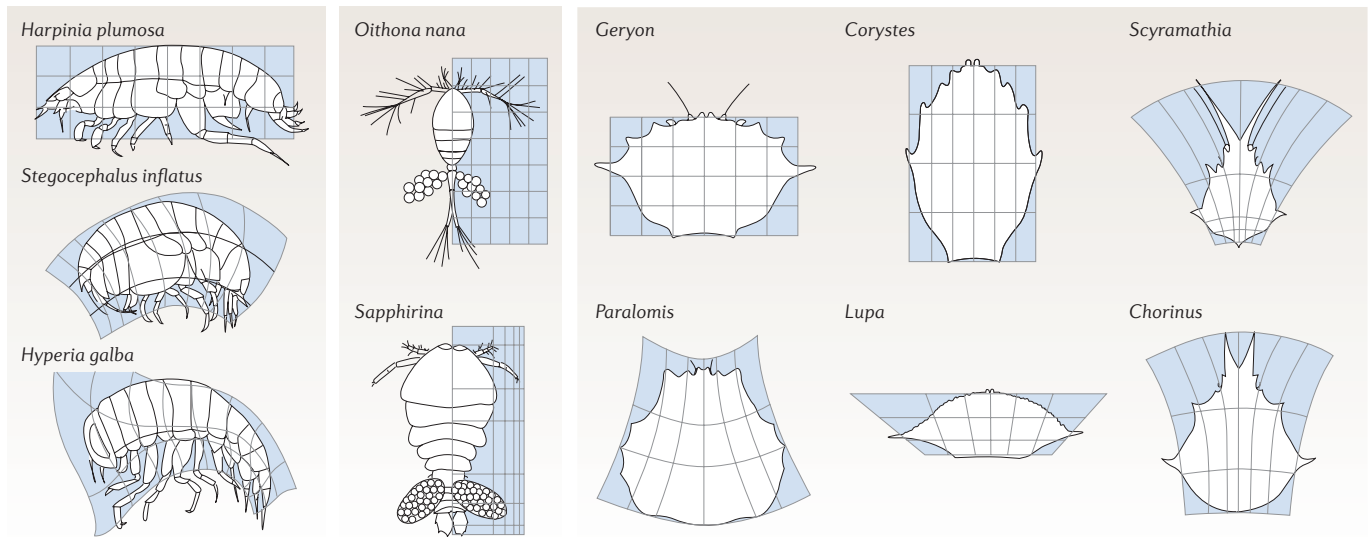 Harpinia plumosa
Stegocephalus inflatus
Hyperia galba
Oithona nana
Sapphirina
Geryon
Corystes
Scyramathia
Paralomis
Lupa
Chorinus